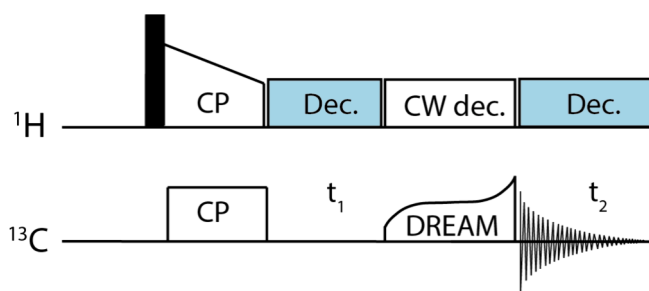 CP
Dec.
CW dec.
Dec.
¹H
t₁
t₂
CP
DREAM
¹³C